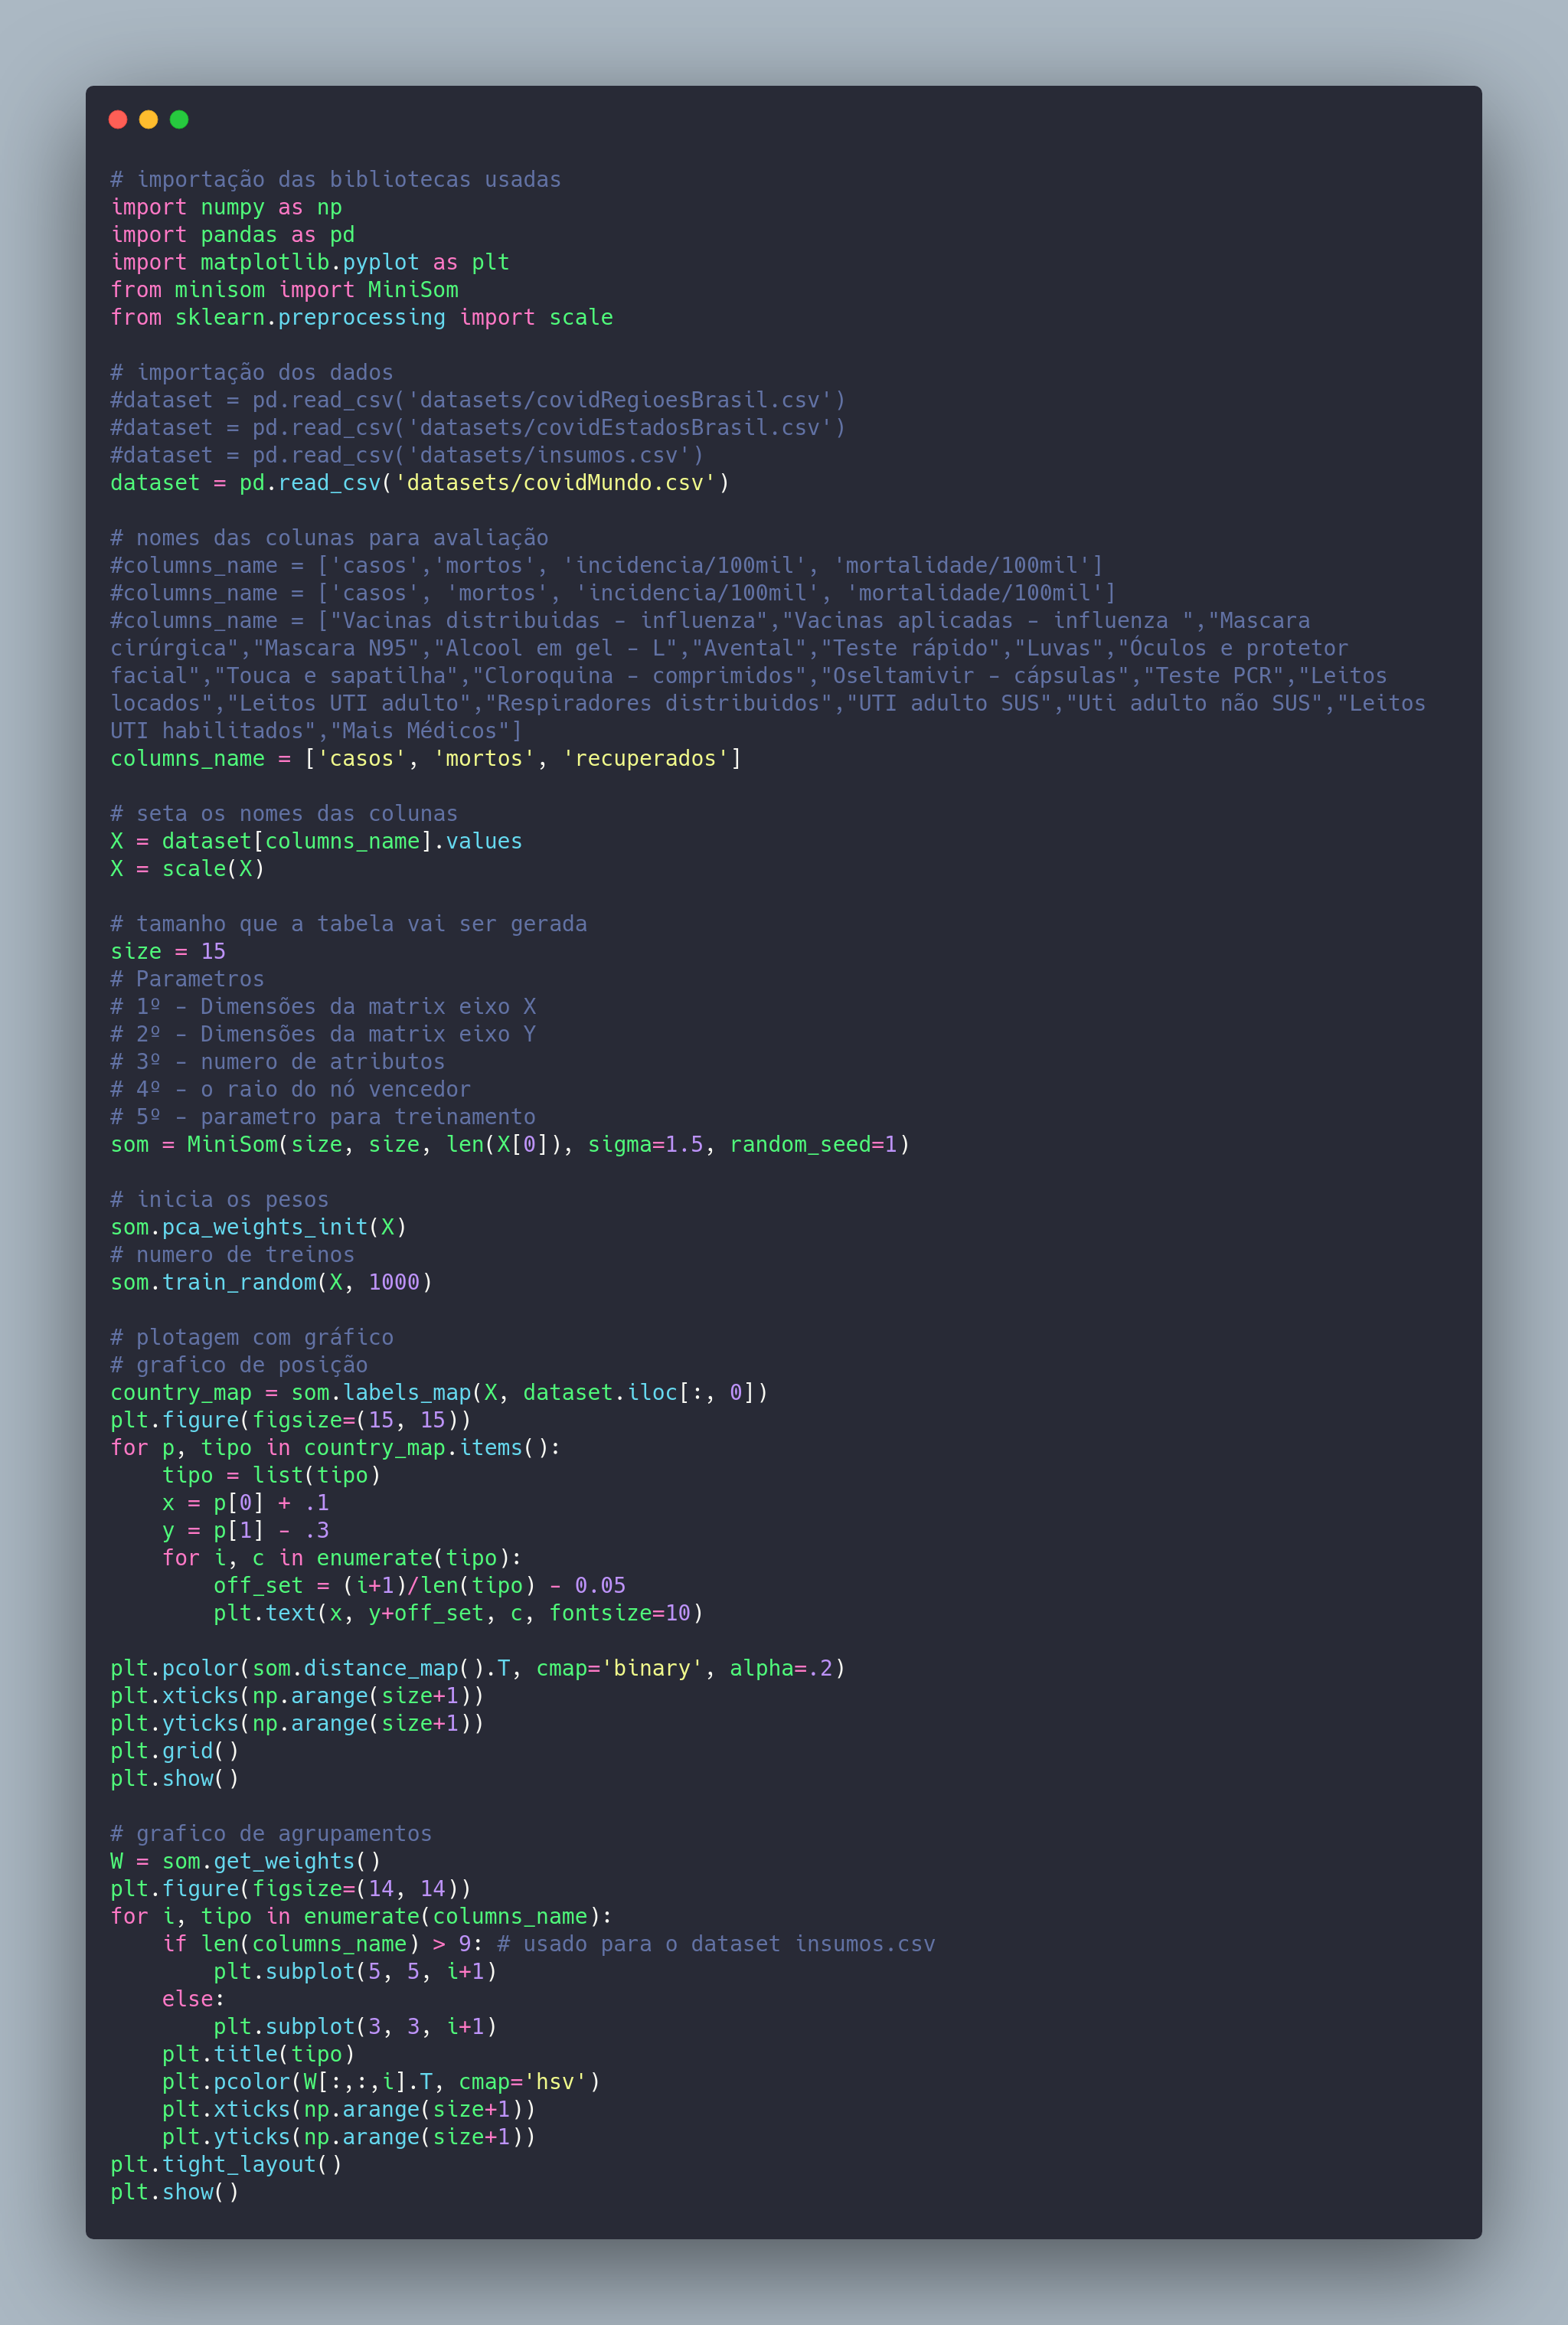 # importação das bibliotecas usadas
import numpy as np
import pandas as pd
import matplotlib.pyplot as plt
from minisom import MiniSom
from sklearn.preprocessing import scale

# importação dos dados
#dataset = pd.read_csv('datasets/covidRegioesBrasil.csv')
#dataset = pd.read_csv('datasets/covidEstadosBrasil.csv')
#dataset = pd.read_csv('datasets/insumos.csv')
dataset = pd.read_csv('datasets/covidMundo.csv')

# nomes das colunas para avaliação
#columns_name = ['casos','mortos', 'incidencia/100mil', 'mortalidade/100mil']
#columns_name = ['casos', 'mortos', 'incidencia/100mil', 'mortalidade/100mil']
#columns_name = ["Vacinas distribuidas - influenza","Vacinas aplicadas - influenza ","Mascara
cirúrgica","Mascara N95","Alcool em gel - L","Avental","Teste rápido","Luvas","Óculos e protetor
facial","Touca e sapatilha","Cloroquina - comprimidos","Oseltamivir - cápsulas","Teste PCR","Leitos
locados","Leitos UTI adulto","Respiradores distribuidos","UTI adulto SUS","Uti adulto não SUS","Leitos
UTI habilitados","Mais Médicos"]
columns_name = ['casos', 'mortos', 'recuperados']

# seta os nomes das colunas
X = dataset[columns_name].values
X = scale(X)

# tamanho que a tabela vai ser gerada
size = 15
# Parametros
# 1º - Dimensões da matrix eixo X
# 2º - Dimensões da matrix eixo Y
# 3º - numero de atributos
# 4º - o raio do nó vencedor
# 5º - parametro para treinamento
som = MiniSom(size, size, len(X[0]), sigma=1.5, random_seed=1)

# inicia os pesos
som.pca_weights_init(X)
# numero de treinos
som.train_random(X, 1000)

# plotagem com gráfico
# grafico de posição
country_map = som.labels_map(X, dataset.iloc[:, 0])
plt.figure(figsize=(15, 15))
for p, tipo in country_map.items():
    tipo = list(tipo)
    x = p[0] + .1
    y = p[1] - .3
    for i, c in enumerate(tipo):
        off_set = (i+1)/len(tipo) - 0.05
        plt.text(x, y+off_set, c, fontsize=10)

plt.pcolor(som.distance_map().T, cmap='binary', alpha=.2)
plt.xticks(np.arange(size+1))
plt.yticks(np.arange(size+1))
plt.grid()
plt.show()

# grafico de agrupamentos
W = som.get_weights()
plt.figure(figsize=(14, 14))
for i, tipo in enumerate(columns_name):
    if len(columns_name) > 9: # usado para o dataset insumos.csv
        plt.subplot(5, 5, i+1)
    else:
        plt.subplot(3, 3, i+1)
    plt.title(tipo)
    plt.pcolor(W[:,:,i].T, cmap='hsv')
    plt.xticks(np.arange(size+1))
    plt.yticks(np.arange(size+1))
plt.tight_layout()
plt.show()